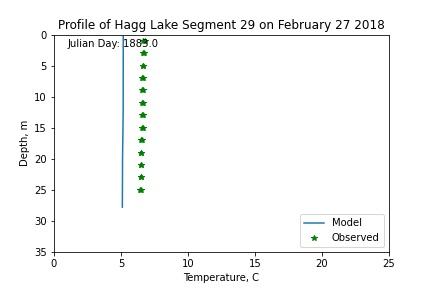 Profile of Hagg Lake Segment 29 on February 27 2018
Julian Day: 1885.0
0
5
10
15
20
25
30
35
Depth, m
0 5 10 15 20 25
Temperature, C
Model
Observed